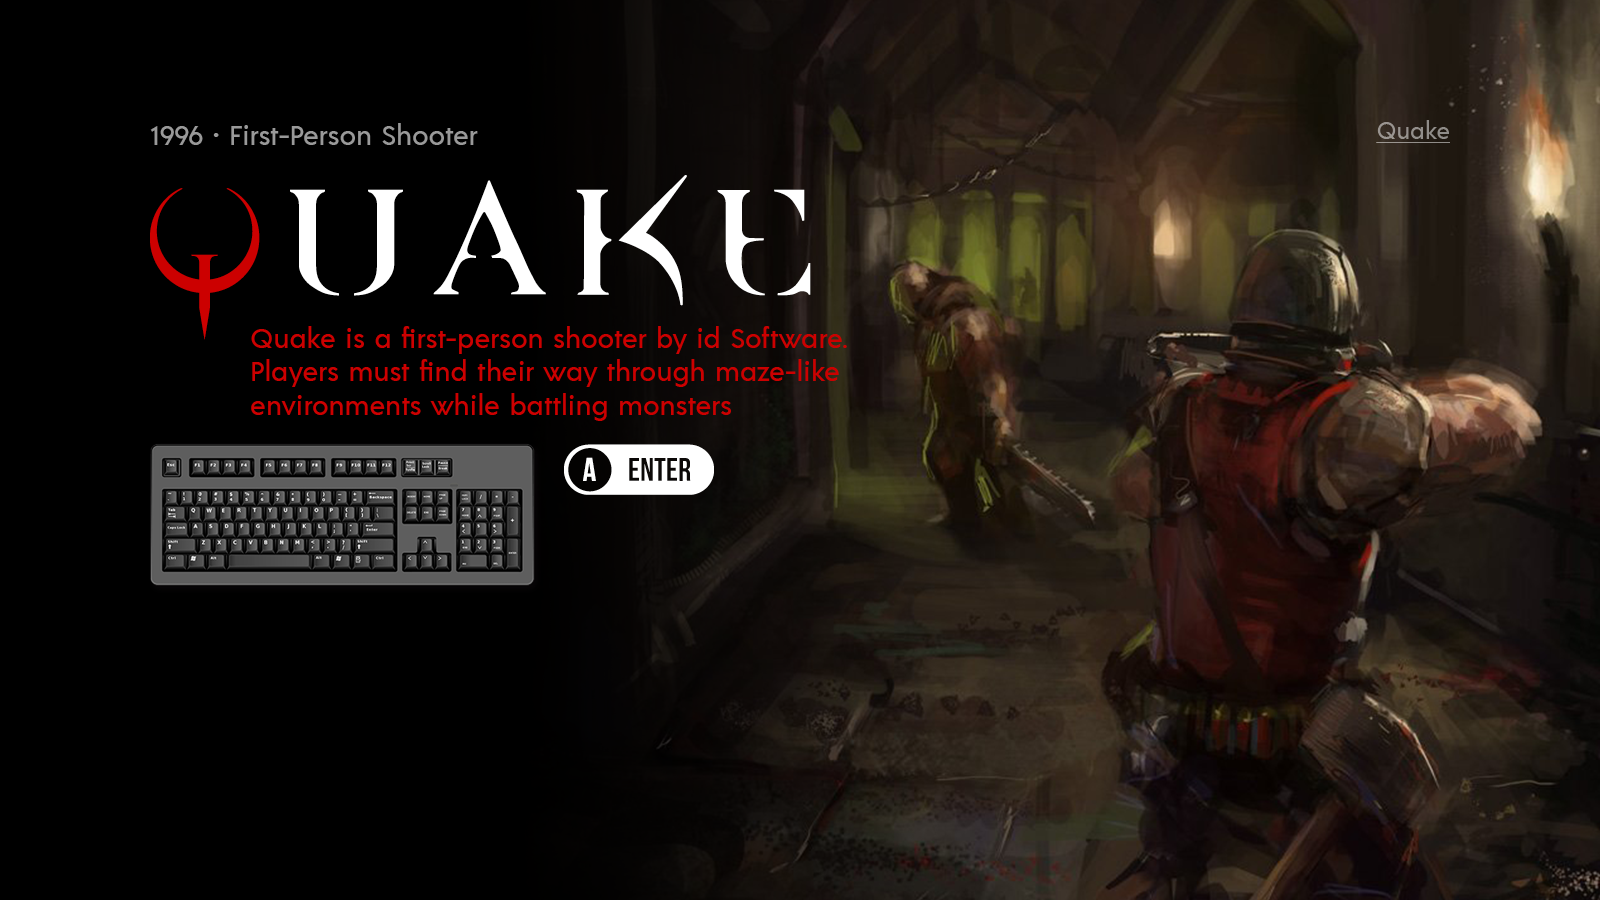 1996 · First-Person Shooter
Quake
QUAKE
Quake is a first-person shooter by id Software.
Players must find their way through maze-like
environments while battling monsters
A ENTER